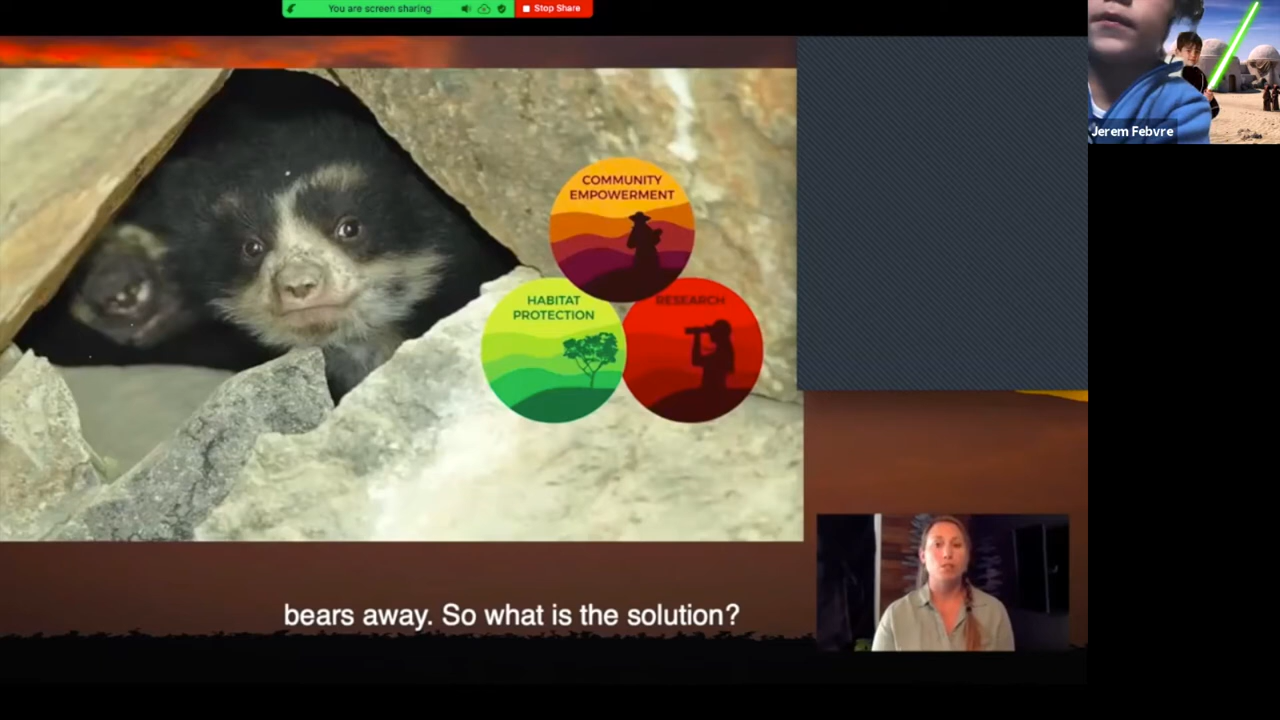 You are screen sharing
Stop Share
Jerem Febvre
COMMUNITY
EMPOWERMENT
HABITAT
PROTECTION
RESEARCH
bears away. So what is the solution?